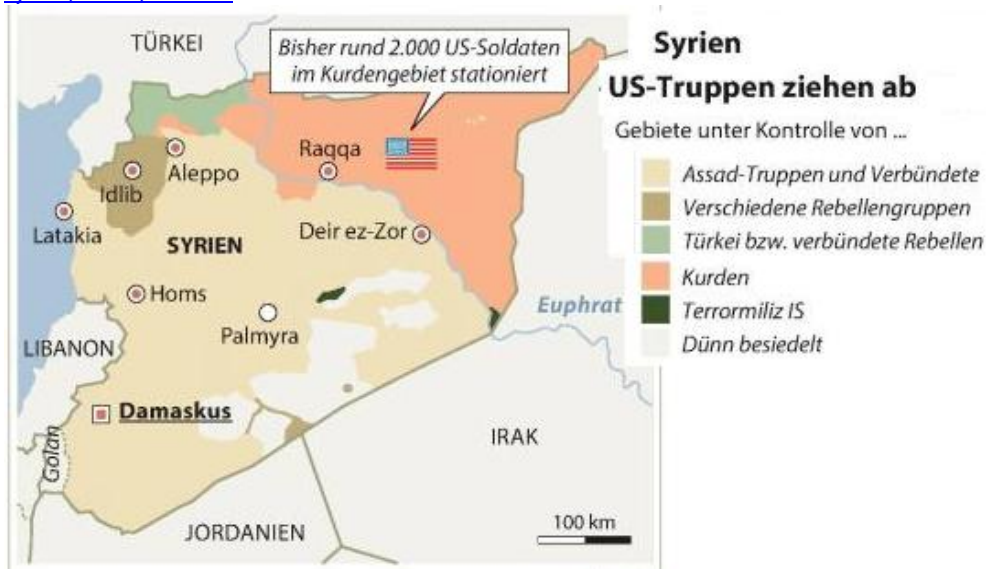 TÜRKEI
Bisher rund 2.000 US-Soldaten
im Kurdengebiet stationiert
Aleppo
Raqqa
Idlib
Latakia
SYRIEN
Deir ez-Zor
Homs
Palmyra
Euphrat
LIBANON
Damaskus
Golan
IRAK
JORDANIEN
100 km
Syrien
US-Truppen ziehen ab
Gebiete unter Kontrolle von ...
Assad-Truppen und Verbündete
Verschiedene Rebellengruppen
Türkei bzw. verbündete Rebellen
Kurden
Terrormiliz IS
Dünn besiedelt